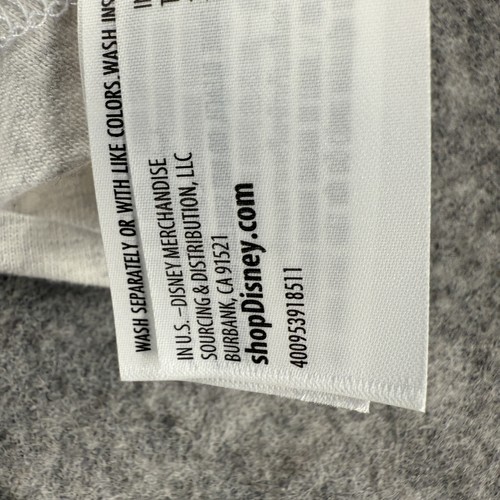 WASH SEPARATELY OR WITH LIKE COLORS. WASH INS
IN U.S. –DISNEY MERCHANDISE
SOURCING & DISTRIBUTION, LLC
BURBANK, CA 91521
shopDisney.com
400953918511